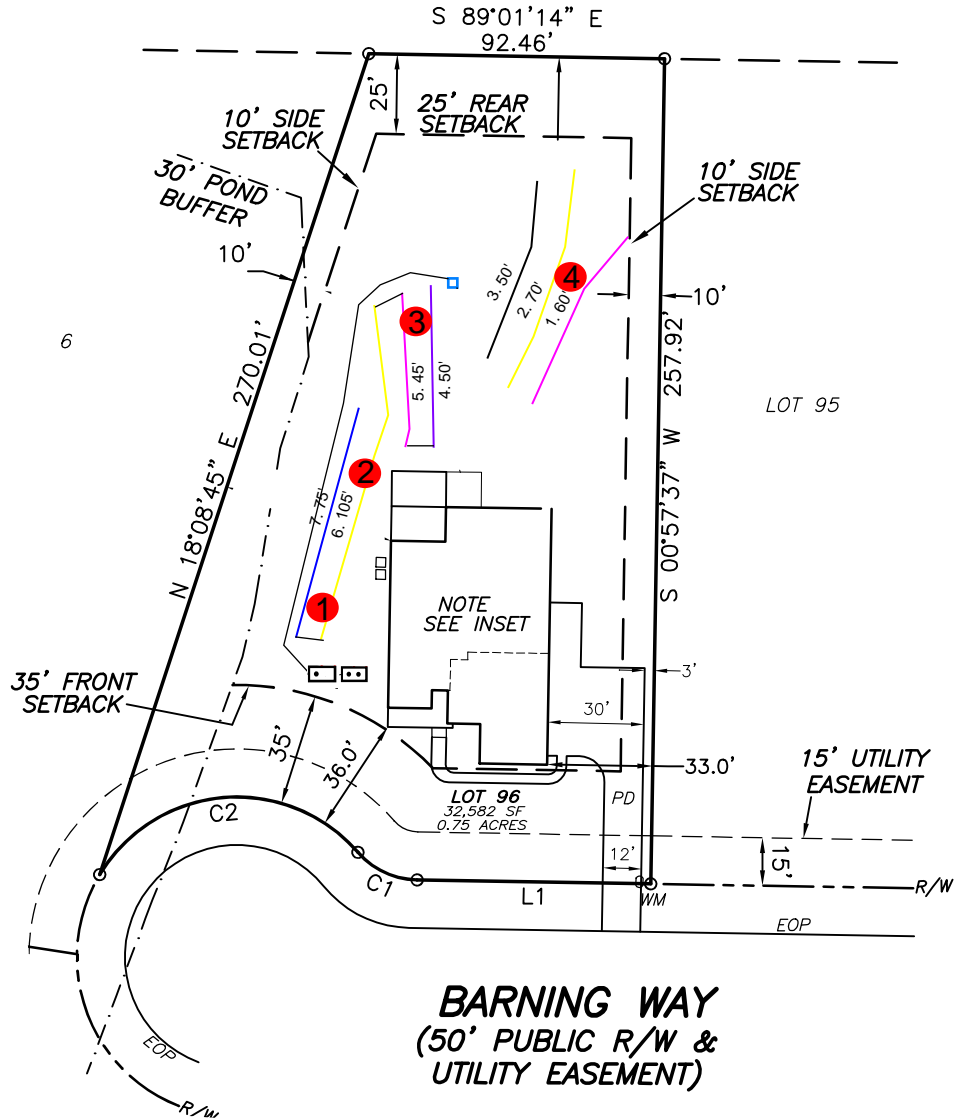 S 89°01'14" E
92.46'
25'
25' REAR
SETBACK
10' SIDE
SETBACK
30' POND
BUFFER
10' SIDE
SETBACK
10'
10'
3. 50'
2. 70'
4
1. 60'
3
5. 45'
4. 50'
6
LOT 95
N 18°08'45" E 270.01'
S 00°57'37" W 257.92'
2
7. 75'
6. 105'
1
NOTE
SEE INSET
3'
35' FRONT
SETBACK
30'
35'
36.0'
33.0'
15' UTILITY
EASEMENT
LOT 96
32,582 SF
0.75 ACRES
PD
C2
12'
15'
C1
L1
WM
R/W
EOP
BARNING WAY
(50' PUBLIC R/W &
UTILITY EASEMENT)
EOP
R/W